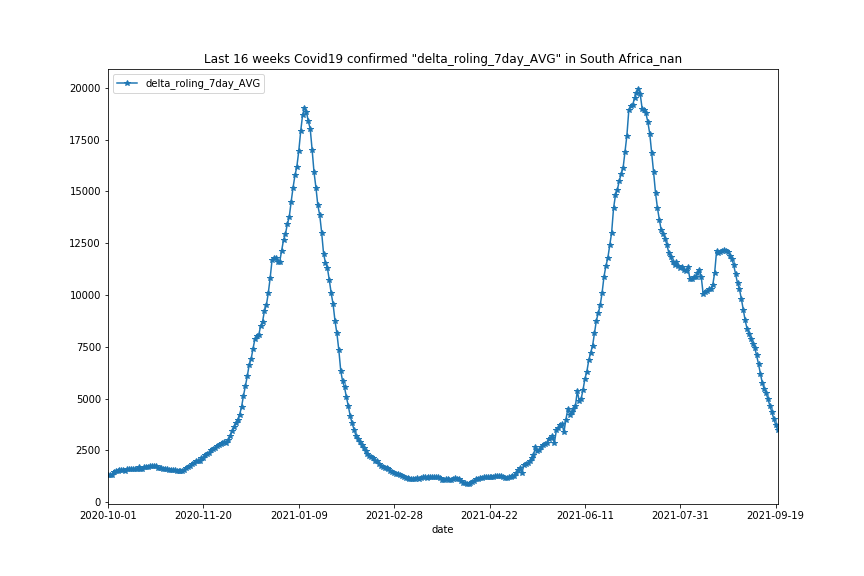 Last 16 weeks Covid19 confirmed "delta_roling_7day_AVG" in South Africa_nan
delta_roling_7day_AVG
20000
17500
15000
12500
10000
7500
5000
2500
0
2020-10-01 2020-11-20 2021-01-09 2021-02-28 2021-04-22 2021-06-11 2021-07-31 2021-09-19
date